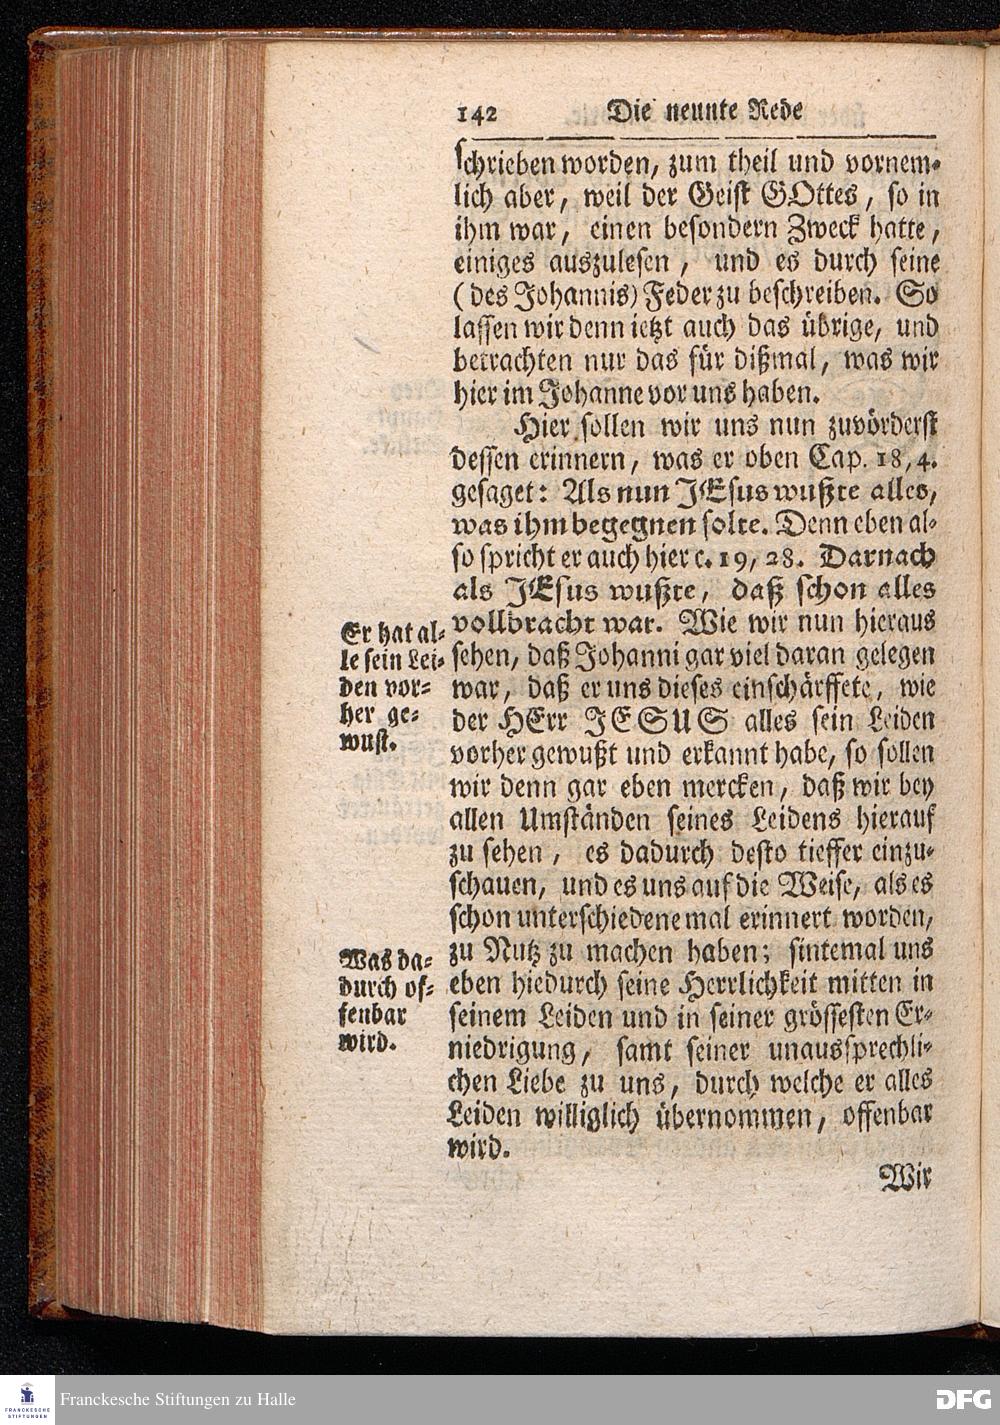 142 Die neunte Rede
schrieben worden, zum theil und vornem-
lich aber, weil der Geist GOttes, so in
ihm war, einen besondern Zweck hatte,
einiges auszulesen, und es durch seine
(des Johannis) Feder zu beschreiben. So
lassen wir denn ietzt auch das übrige, und
betrachten nur das für dißmal, was wir
hier im Johanne vor uns haben.
Hier sollen wir uns nun zuvörderst
dessen erinnern, was er oben Cap. 18, 4.
gesaget: Als nun JEsus wußte alles,
was ihm begegnen solte. Denn eben al-
so spricht er auch hier c. 19, 28. Darnach
als JEsus wußte, daß schon alles
vollbracht war. Wie wir nun hieraus
sehen, daß Johanni gar viel daran gelegen
war, daß er uns dieses einschärffete, wie
der HErr JESUS alles sein Leiden
vorher gewußt und erkannt habe, so sollen
wir denn gar eben mercken, daß wir bey
allen Umständen seines Leidens hierauf
zu sehen, es dadurch desto tieffer einzu-
schauen, und es uns auf die Weise, als es
schon unterschiedene mal erinnert worden,
zu Nutz zu machen haben; sintemal uns
eben hiedurch seine Herrlichkeit mitten in
seinem Leiden und in seiner grössesten Er-
niedrigung, samt seiner unaussprechli-
chen Liebe zu uns, durch welche er alles
Leiden williglich übernommen, offenbar
wird.
Wir
Er hat al-
le sein Lei-
den vor-
her ge-
wust.
Was da-
durch of-
fenbar
wird.
FRANCKESCHE
STIFTUNGEN
Franckesche Stiftungen zu Halle
DFG